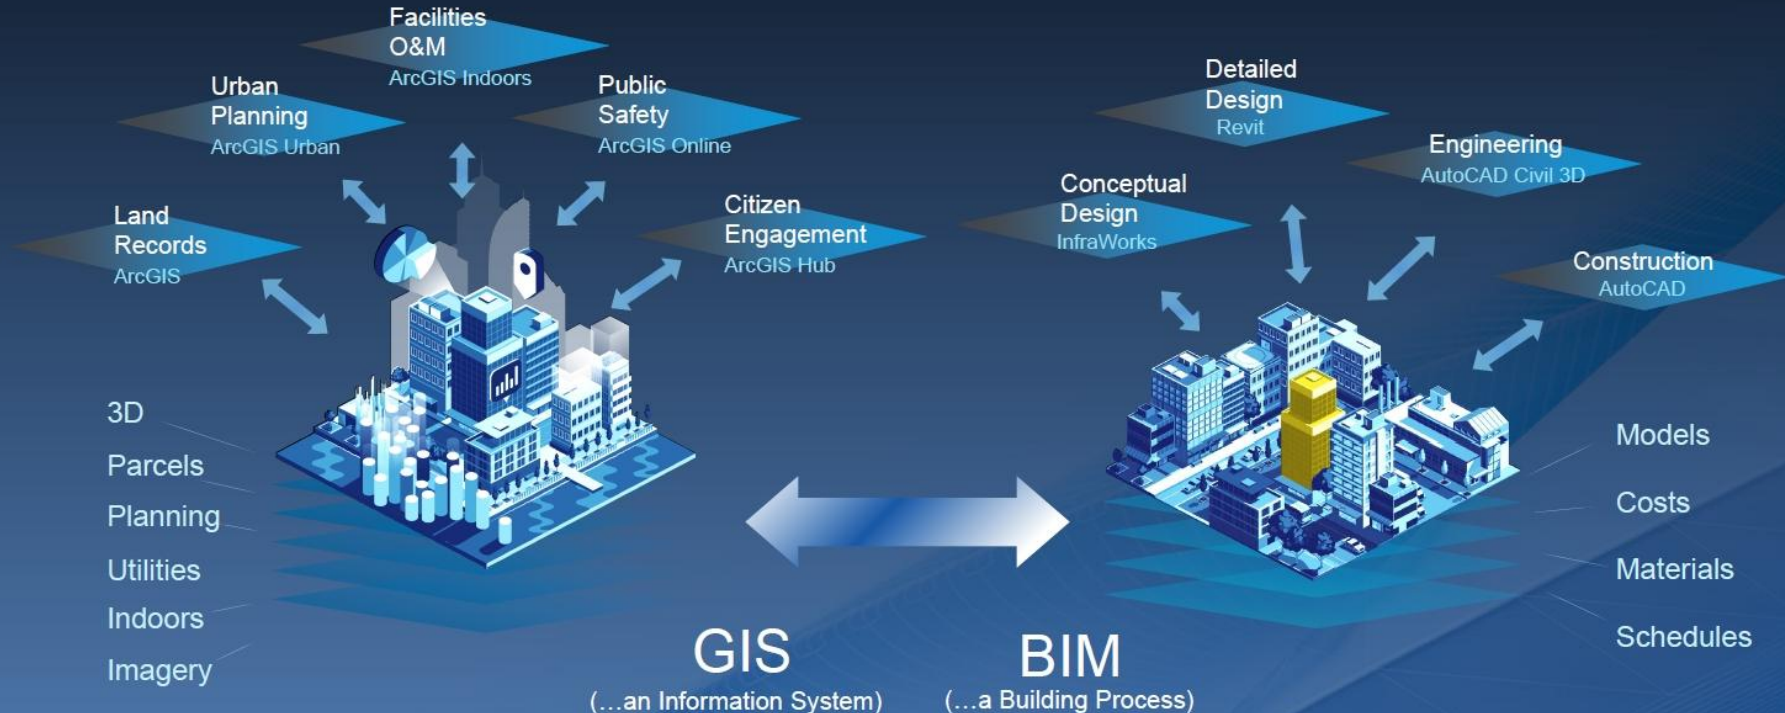 Facilities
O&M
ArcGIS Indoors
Urban
Planning
ArcGIS Urban
Public
Safety
ArcGIS Online
Land
Records
ArcGIS
Citizen
Engagement
ArcGIS Hub
Detailed
Design
Revit
Engineering
AutoCAD Civil 3D
Conceptual
Design
InfraWorks
Construction
AutoCAD
3D
Parcels
Planning
Utilities
Indoors
Imagery
Models
Costs
Materials
Schedules
GIS
(...an Information System)
BIM
(...a Building Process)